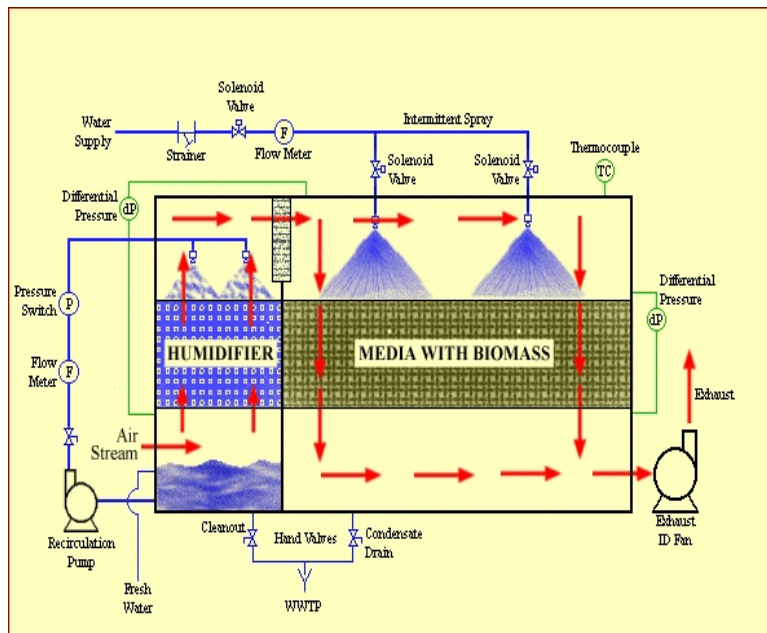 Solenoid
Valve
Water
Supply
Strainer
F
Flow Meter
Intermittent Spray
Solenoid
Valve
Solenoid
Valve
Thermocouple
TC
Differential
Pressure
dP
Pressure
Switch
P
Flow
Meter
F
Differential
Pressure
dP
HUMIDIFIER
MEDIA WITH BIOMASS
Exhaust
Air
Stream
Recirculation
Pump
Fresh
Water
Cleanout
Hand Valves
Condensate
Drain
WWTP
Exhaust
ID Fan